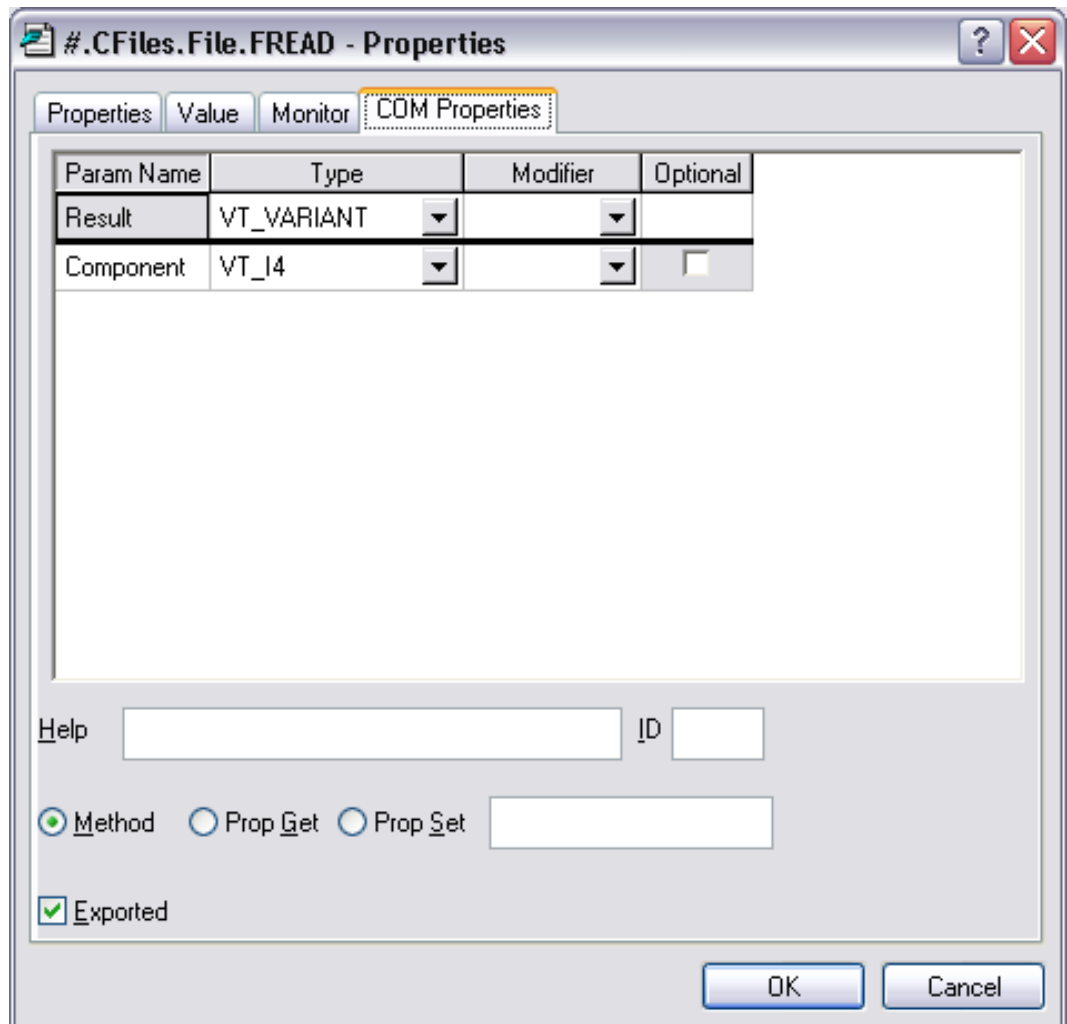 #.CFiles.File.FREAD - Properties
Properties Value Monitor COM Properties
Param Name Type Modifier Optional
Result VT_VARIANT
Component VT_I4
Help ID
Method Prop Get Prop Set
Exported
OK Cancel